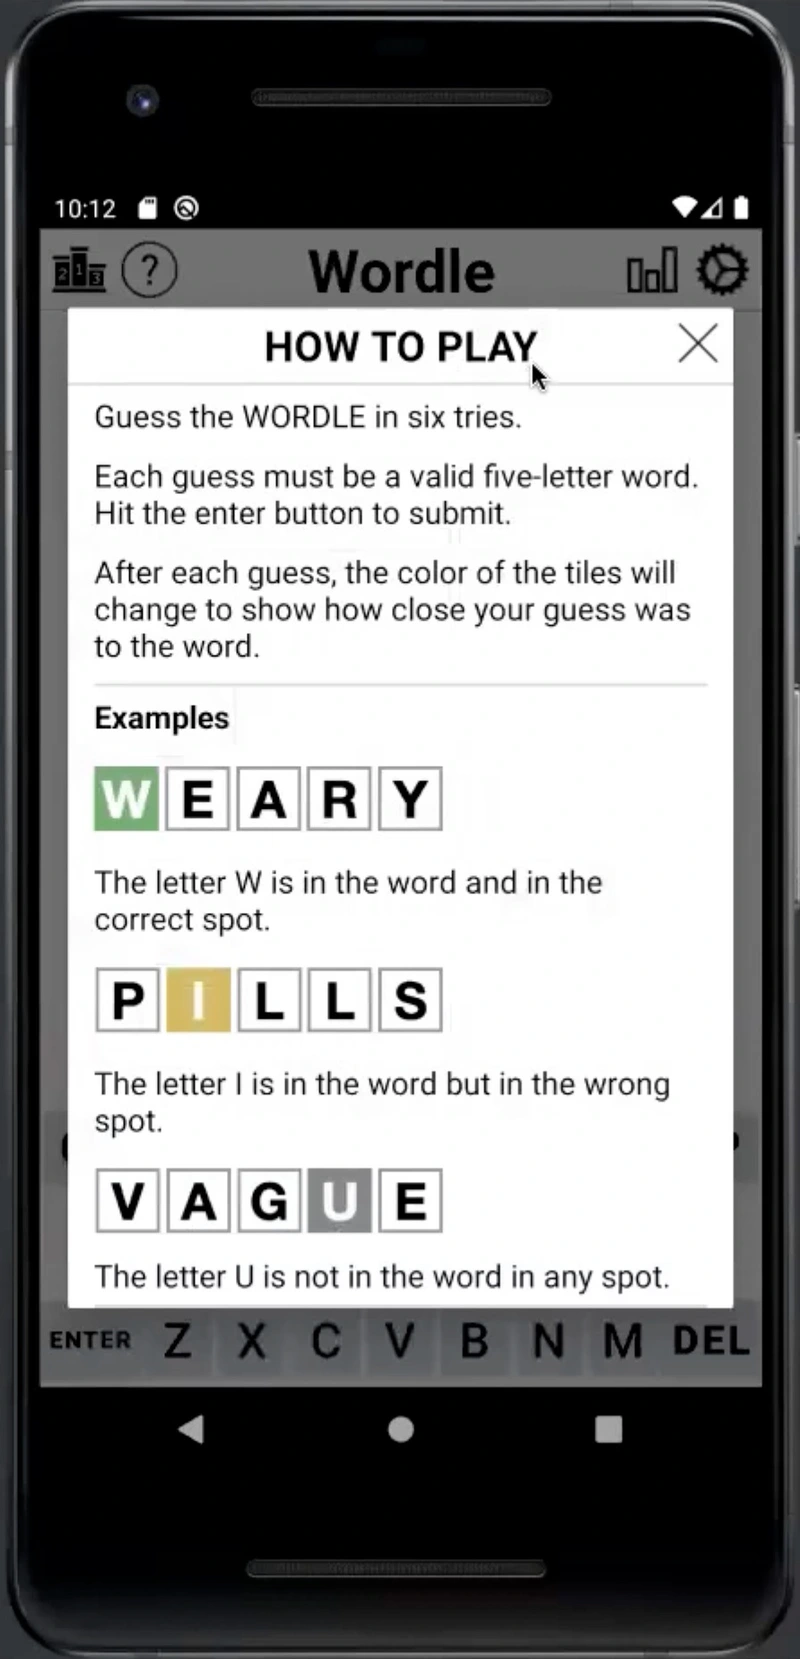 10:12
2 1 3 ? Wordle
HOW TO PLAY
Guess the WORDLE in six tries.
Each guess must be a valid five-letter word.
Hit the enter button to submit.
After each guess, the color of the tiles will
change to show how close your guess was
to the word.
Examples
W E A R Y
The letter W is in the word and in the
correct spot.
P I L L S
The letter I is in the word but in the wrong
spot.
V A G U E
The letter U is not in the word in any spot.
ENTER Z X C V B N M DEL